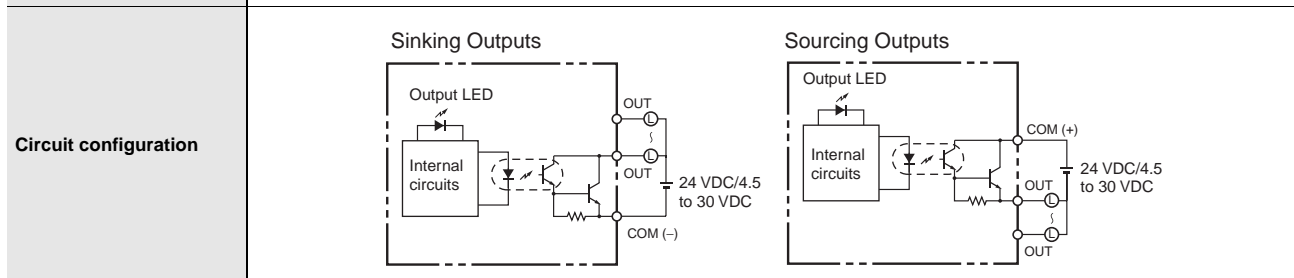 Circuit configuration
Sinking Outputs
Output LED
Internal
circuits
OUT
L
L
OUT
24 VDC/4.5
to 30 VDC
COM (−)
Sourcing Outputs
Output LED
Internal
circuits
COM (+)
24 VDC/4.5
to 30 VDC
OUT
L
L
OUT